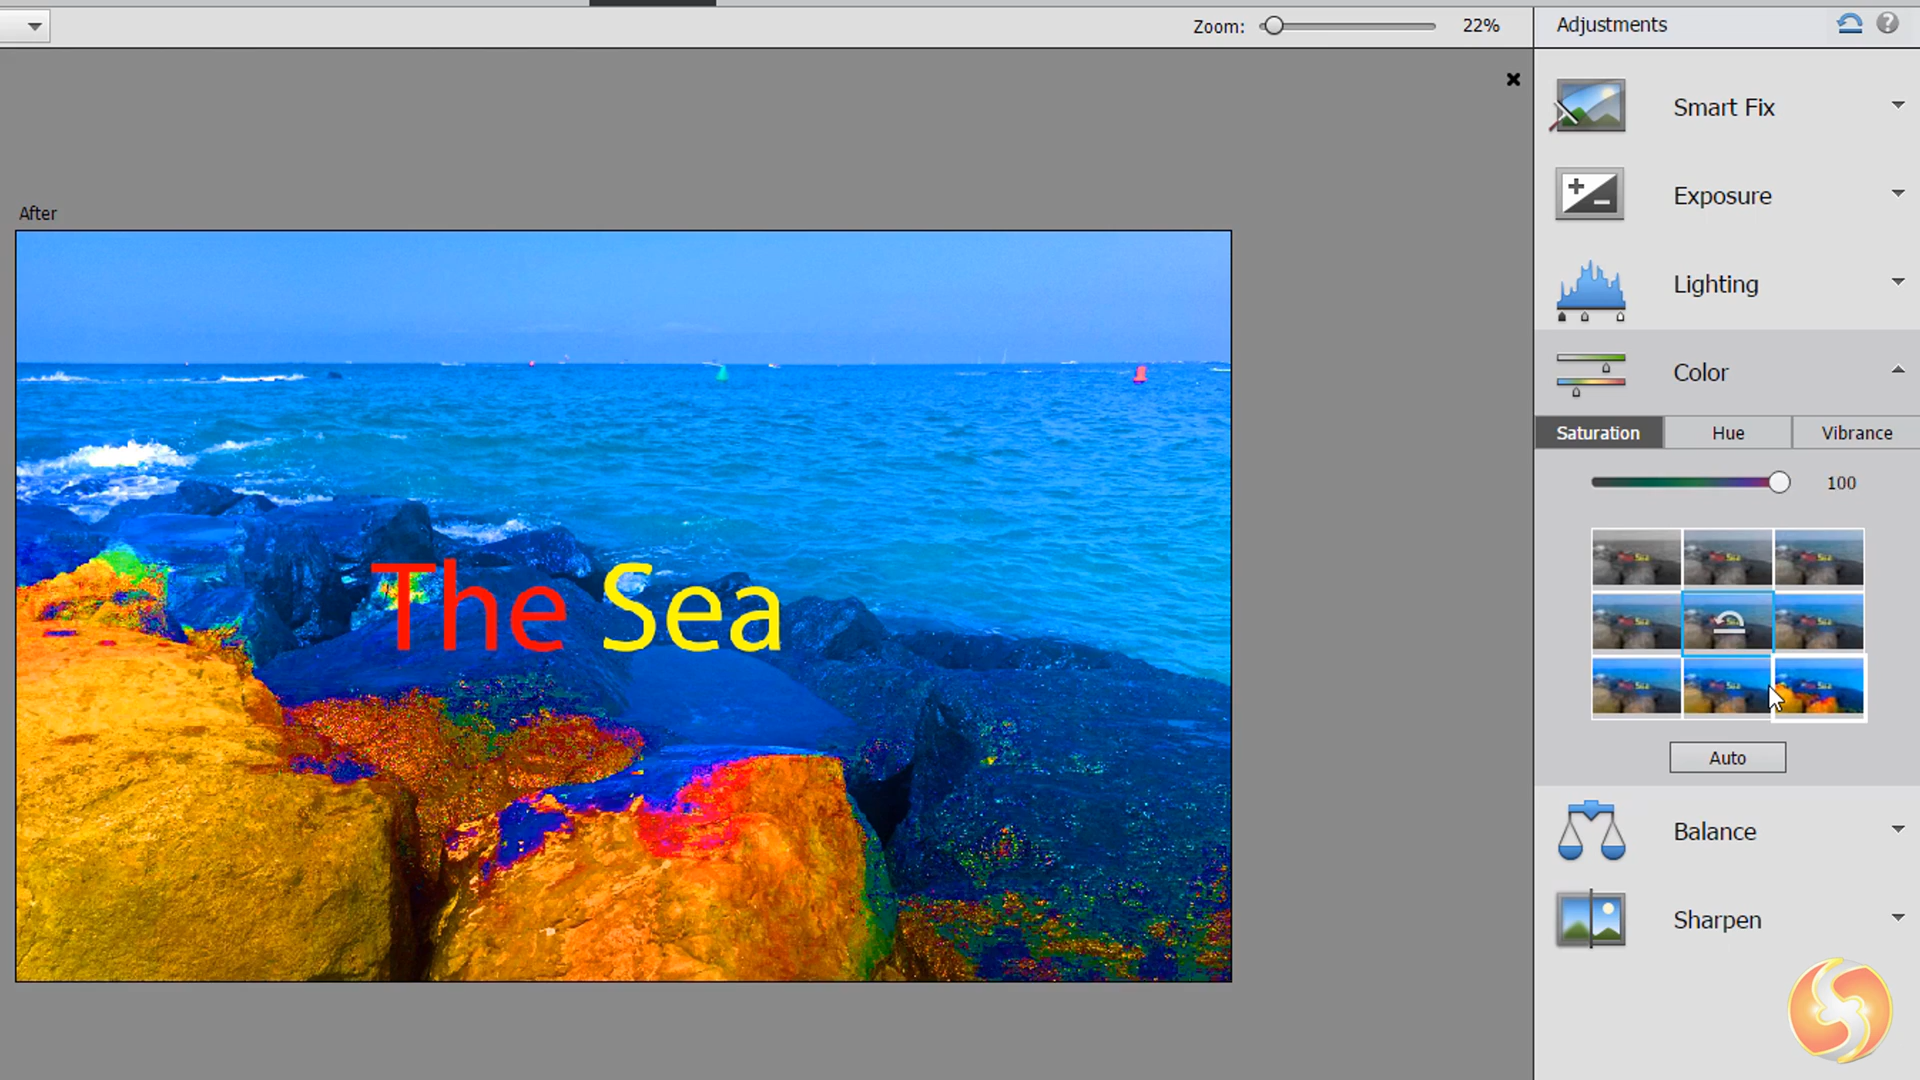 Zoom: 22%
Adjustments
Smart Fix
Exposure
After
Lighting
Color
Saturation Hue Vibrance
100
The Sea
Auto
Balance
Sharpen